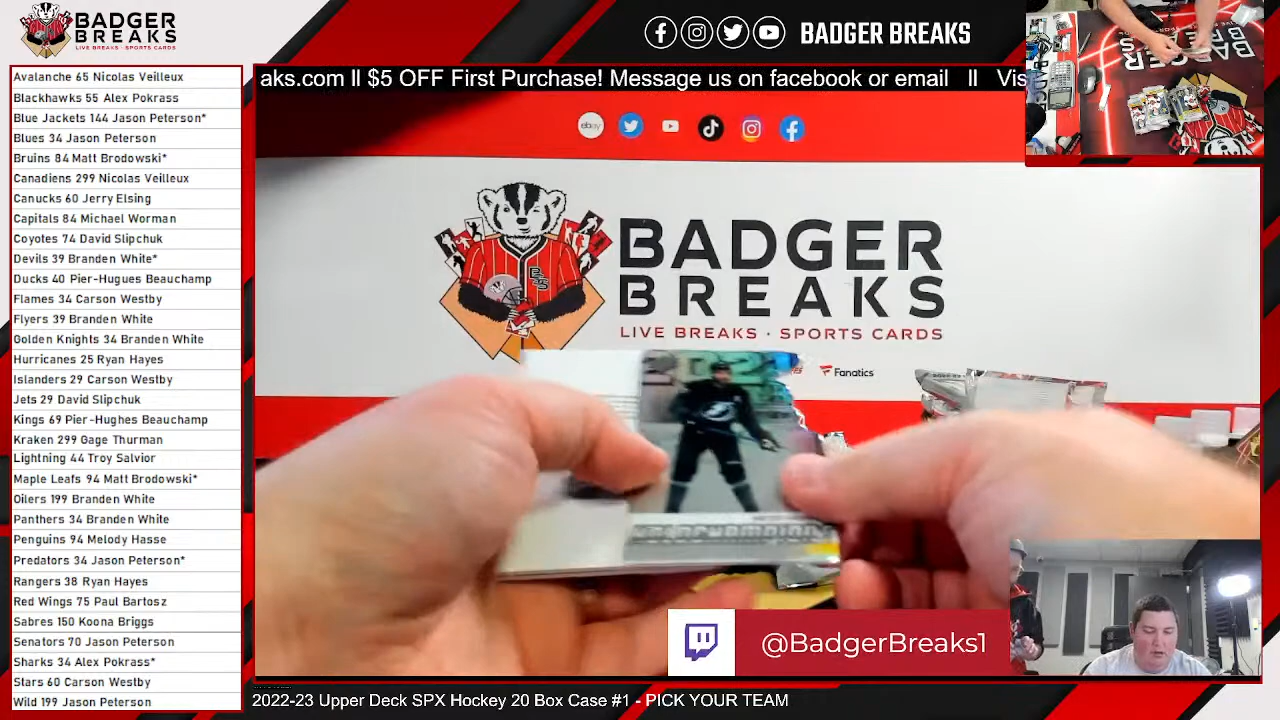 BADGER
BREAKS
LIVE BREAKS · SPORTS CARDS
BADGER BREAKS
Avalanche 65 Nicolas Veilleux
Blackhawks 55 Alex Pokrass
Blue Jackets 144 Jason Peterson*
Blues 34 Jason Peterson
Bruins 84 Matt Brodowski*
Canadiens 299 Nicolas Veilleux
Canucks 60 Jerry Elsing
Capitals 84 Michael Worman
Coyotes 74 David Slipchuk
Devils 39 Branden White*
Ducks 40 Pier-Hugues Beauchamp
Flames 34 Carson Westby
Flyers 39 Branden White
Golden Knights 34 Branden White
Hurricanes 25 Ryan Hayes
Islanders 29 Carson Westby
Jets 29 David Slipchuk
Kings 69 Pier-Hughes Beauchamp
Kraken 299 Gage Thurman
Lightning 44 Troy Salvior
Maple Leafs 94 Matt Brodowski*
Oilers 199 Branden White
Panthers 34 Branden White
Penguins 94 Melody Hasse
Predators 34 Jason Peterson*
Rangers 38 Ryan Hayes
Red Wings 75 Paul Bartosz
Sabres 150 Koona Briggs
Senators 70 Jason Peterson
Sharks 34 Alex Pokrass*
Stars 60 Carson Westby
Wild 199 Jason Peterson
aks.com ll $5 OFF First Purchase! Message us on facebook or email ll Vis
ebay
BADGER
BREAKS
LIVE BREAKS · SPORTS CARDS
Fanatics
@BadgerBreaks1
2022-23 Upper Deck SPX Hockey 20 Box Case #1 - PICK YOUR TEAM